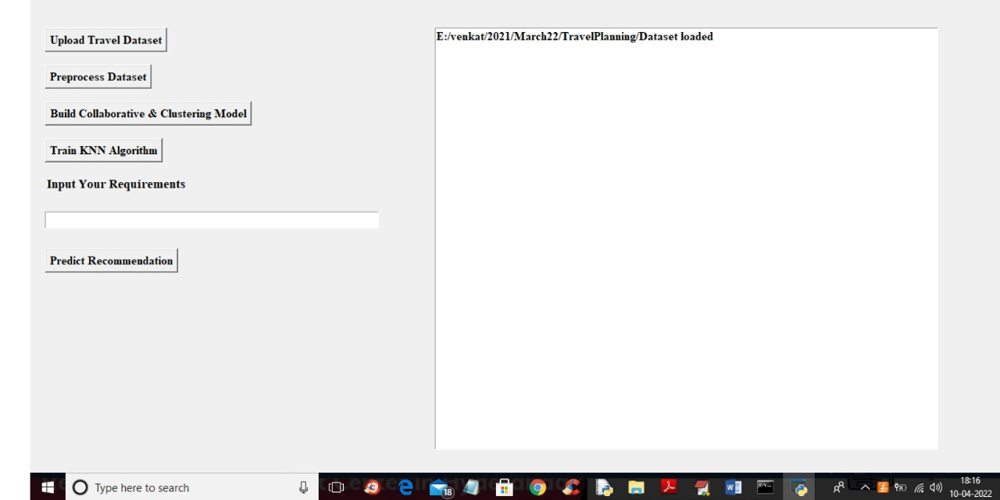 Upload Travel Dataset
E:/venkat/2021/March22/TravelPlanning/Dataset loaded
Preprocess Dataset
Build Collaborative & Clustering Model
Train KNN Algorithm
Input Your Requirements
Predict Recommendation
Type here to search
18
18:16
10-04-2022